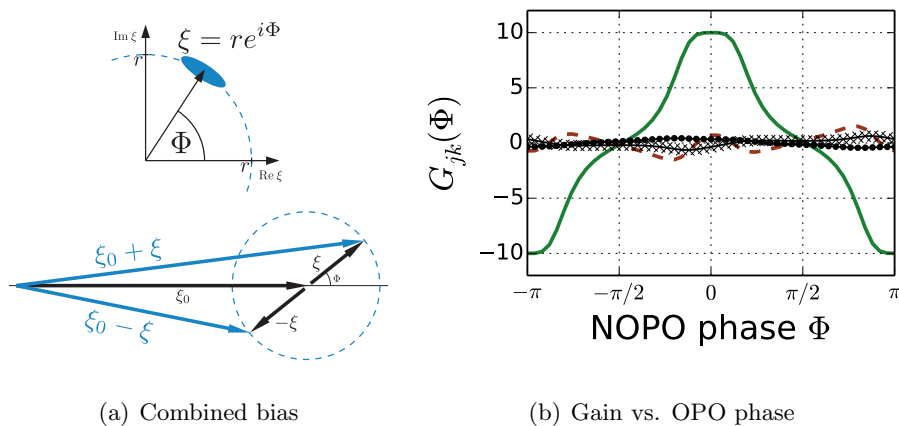 Im ξ
ξ = re^{iΦ}
r
Φ
r
Re ξ
ξ₀ + ξ
ξ
Φ
ξ₀
−ξ
ξ₀ − ξ
(a) Combined bias
G_{jk}(Φ)
10
5
0
−5
−10
−π
−π/2
0
π/2
π
NOPO phase Φ
(b) Gain vs. OPO phase